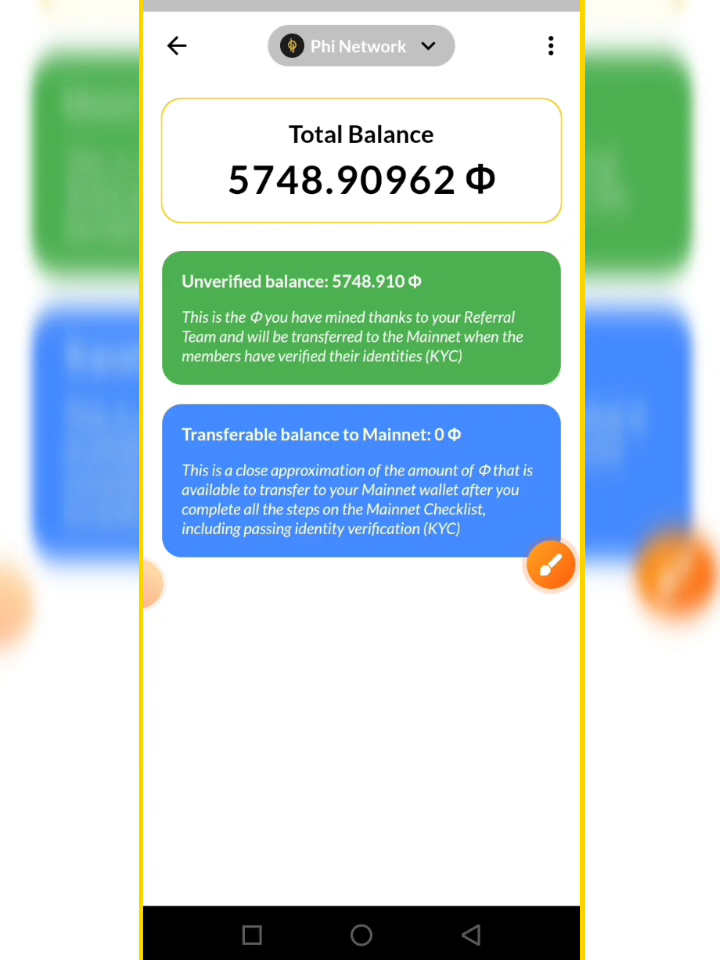 Phi Network
Total Balance
5748.90962 Φ
Unverified balance: 5748.910 Φ
This is the Φ you have mined thanks to your Referral
Team and will be transferred to the Mainnet when the
members have verified their identities (KYC)
Transferable balance to Mainnet: 0 Φ
This is a close approximation of the amount of Φ that is
available to transfer to your Mainnet wallet after you
complete all the steps on the Mainnet Checklist,
including passing identity verification (KYC)